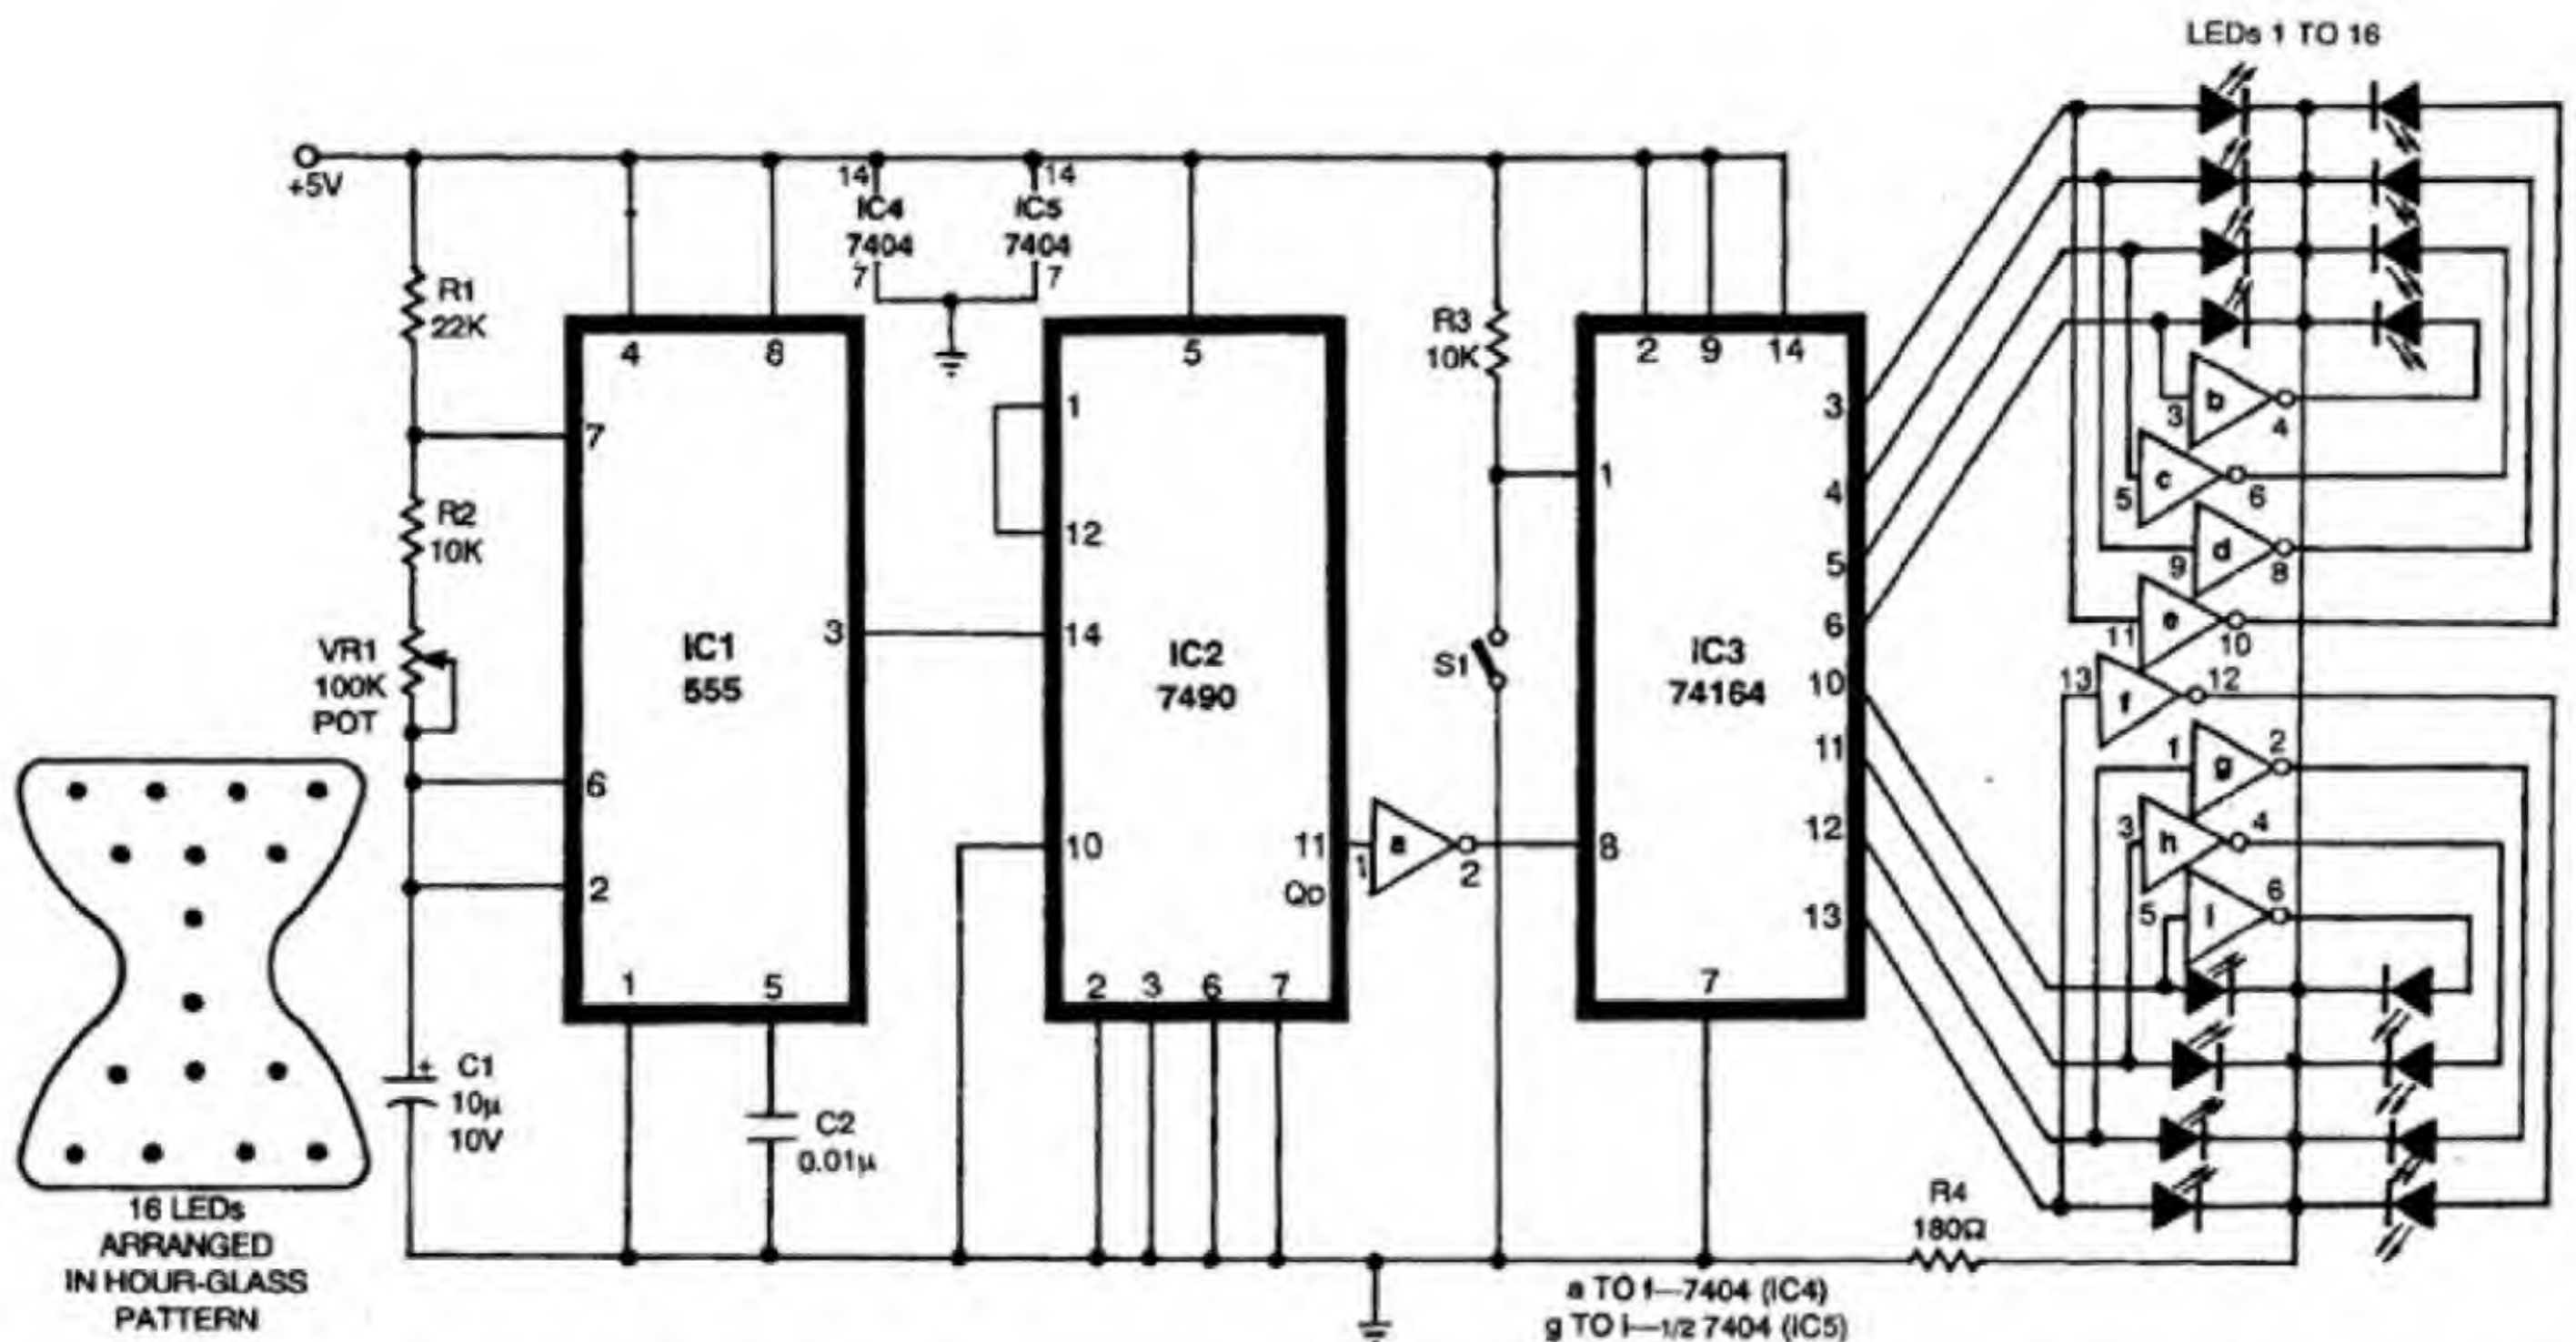 LEDs 1 TO 16
+5V
14
14
IC4
7404
IC5
7404
7
7
R1
22K
R2
10K
VR1
100K
POT
C1
+
10µ
10V
4
8
7
6
2
3
IC1
555
1
5
C2
0.01µ
5
1
12
14
10
IC2
7490
11
QD
2
3
6
7
1
a
2
R3
10K
S1
2
9
14
1
8
IC3
74164
3
4
5
6
10
11
12
13
7
3
b
4
5
c
6
9
d
8
11
e
10
13
f
12
1
g
2
3
h
4
5
i
6
R4
180Ω
a TO f—7404 (IC4)
g TO i—1/2 7404 (IC5)
16 LEDs
ARRANGED
IN HOUR-GLASS
PATTERN